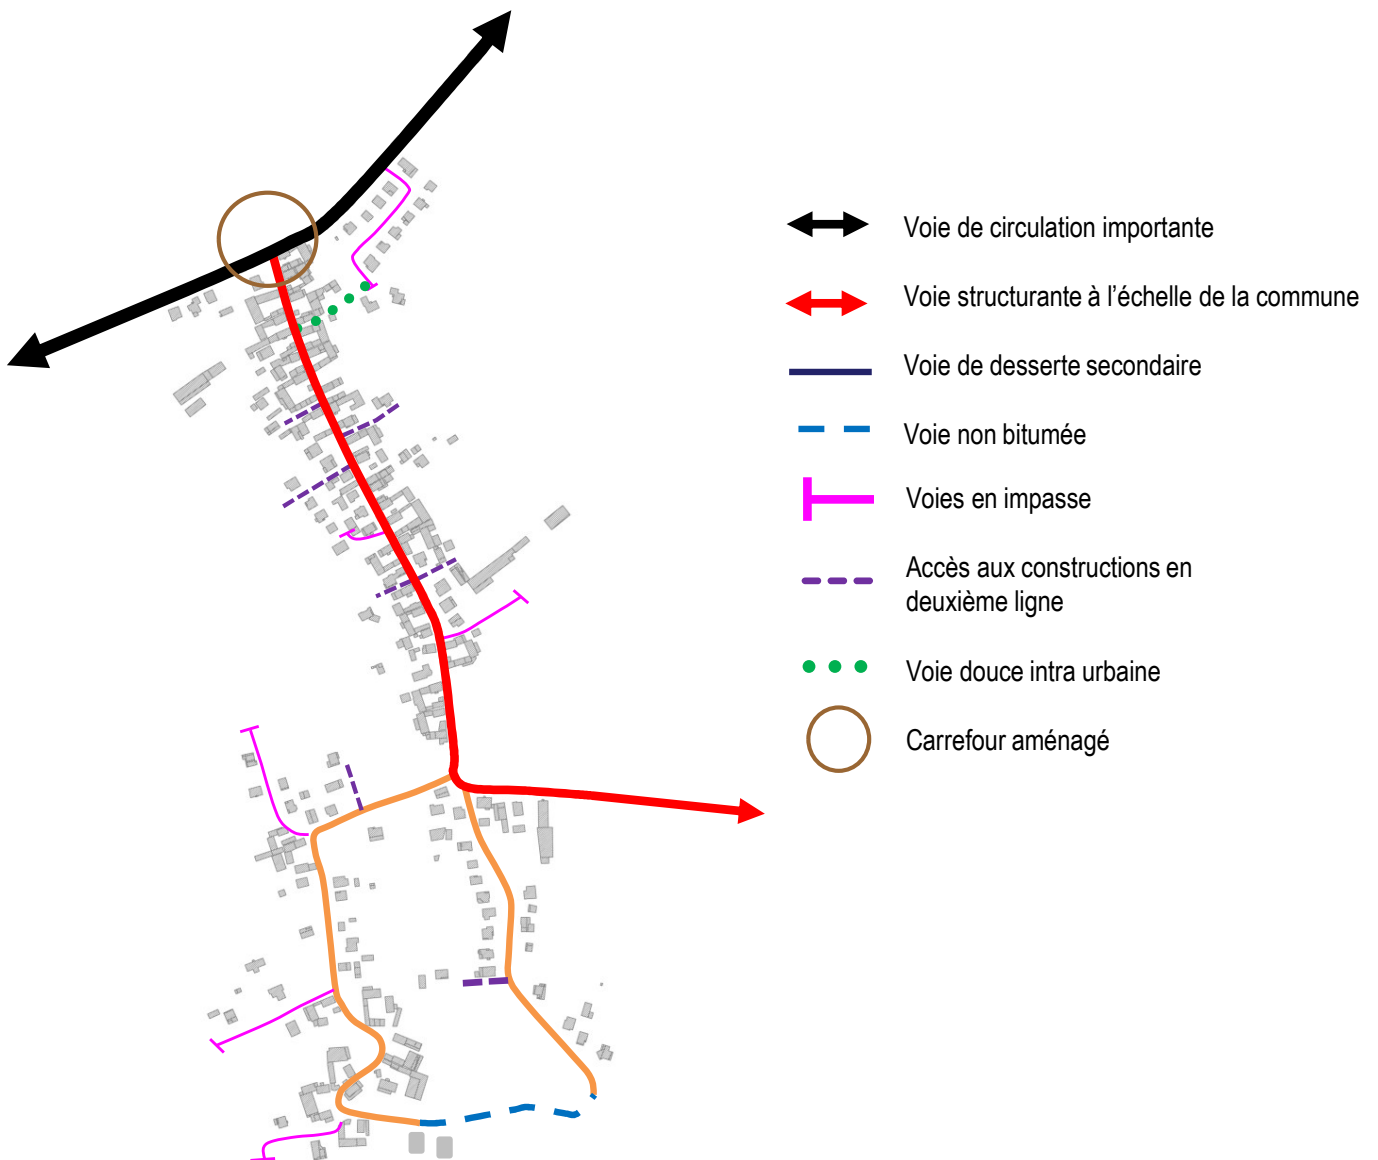 Voie de circulation importante
Voie structurante à l’échelle de la commune
Voie de desserte secondaire
Voie non bitumée
Voies en impasse
Accès aux constructions en
deuxième ligne
Voie douce intra urbaine
Carrefour aménagé